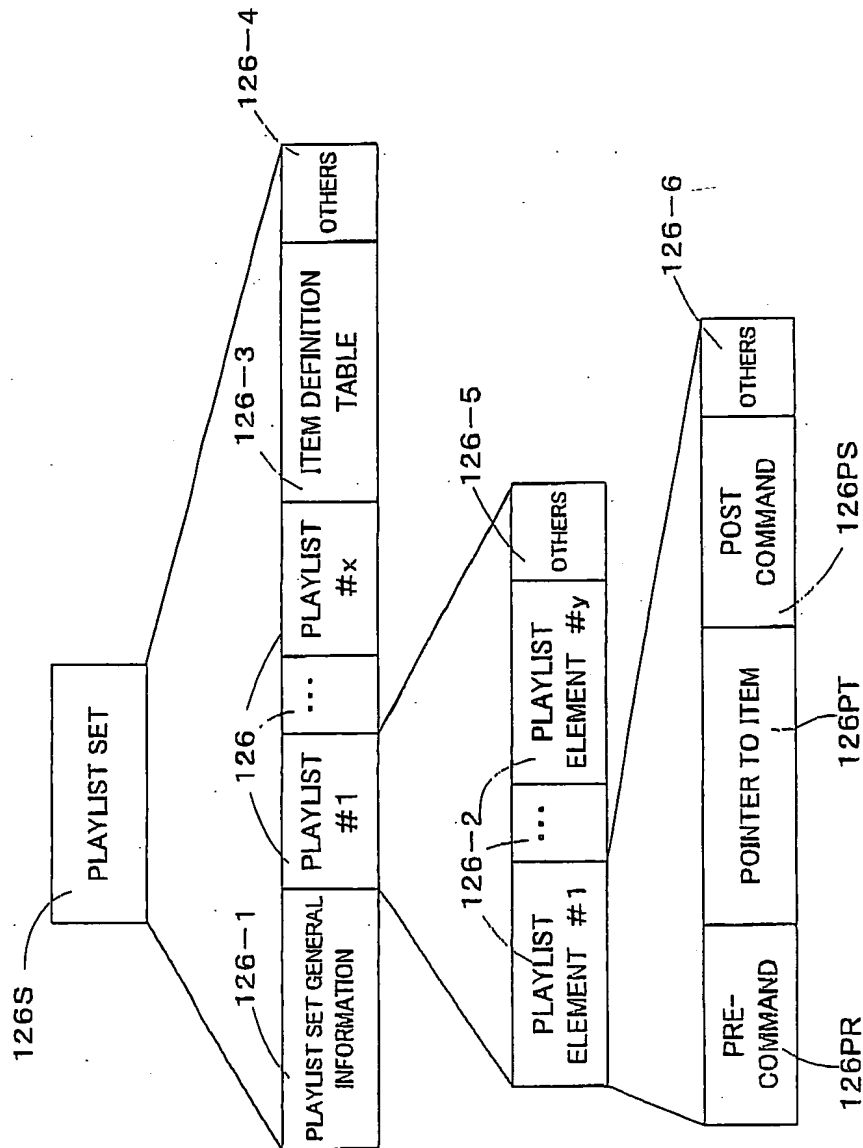 126S
PLAYLIST SET
126-1
126
126-3
126-4
PLAYLIST SET GENERAL
INFORMATION
PLAYLIST
#1
...
PLAYLIST
#x
ITEM DEFINITION
TABLE
OTHERS
126-2
126-5
PLAYLIST
ELEMENT #1
...
PLAYLIST
ELEMENT #y
OTHERS
126-6
PRE-
COMMAND
POINTER TO ITEM
POST
COMMAND
OTHERS
126PR
126PT
126PS